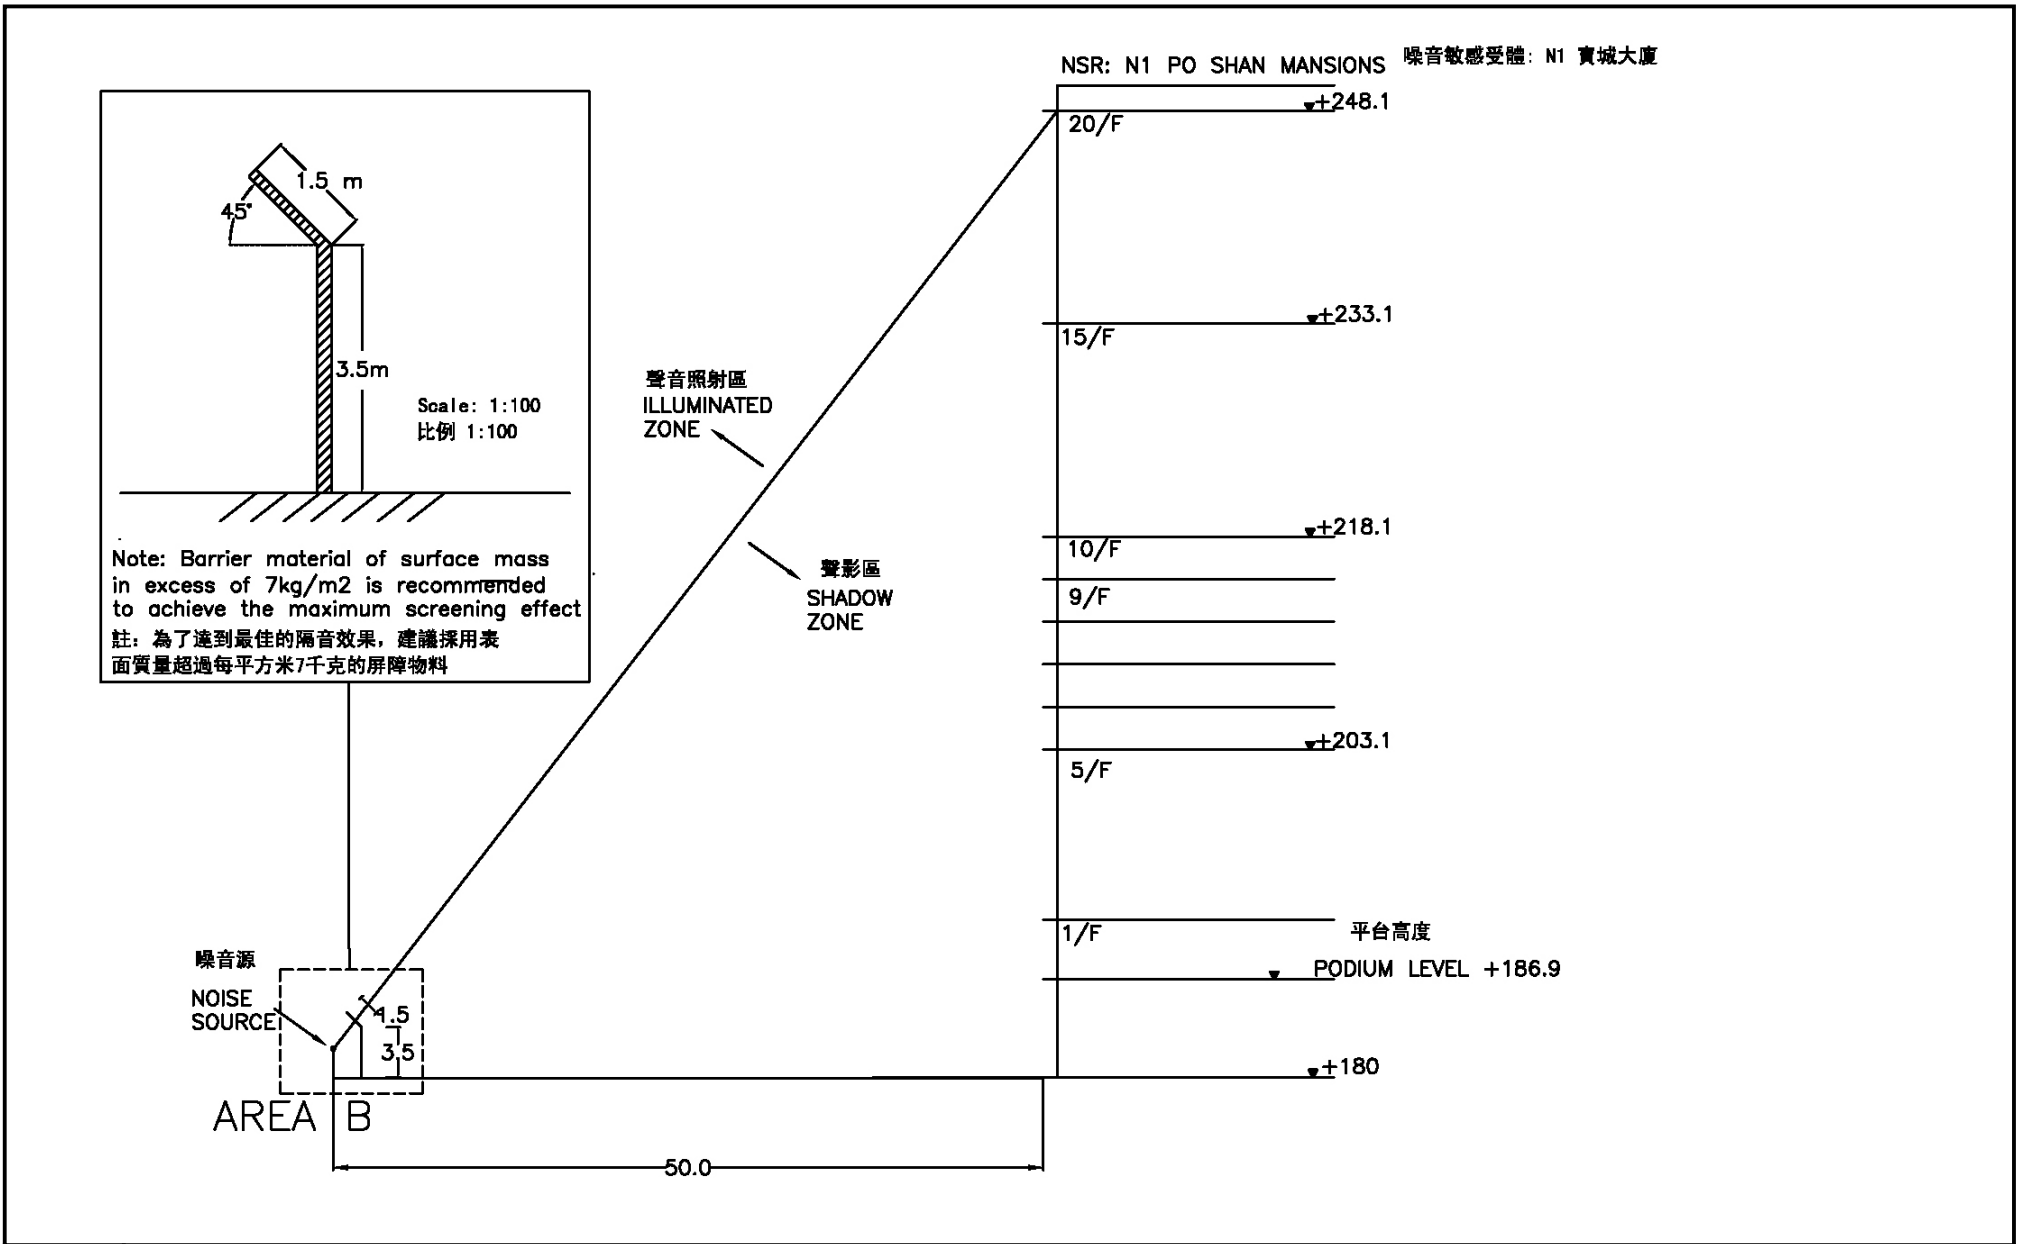 NSR: N1 PO SHAN MANSIONS 噪音敏感受體: N1 寶城大廈
+248.1
20/F
1.5 m
45°
3.5m
Scale: 1:100
比例 1:100
Note: Barrier material of surface mass
in excess of 7kg/m2 is recommended
to achieve the maximum screening effect
註: 為了達到最佳的隔音效果, 建議採用表
面質量超過每平方米7千克的屏障物料
+233.1
15/F
聲音照射區
ILLUMINATED
ZONE
+218.1
10/F
聲影區
SHADOW
ZONE
9/F
+203.1
5/F
1/F
平台高度
PODIUM LEVEL +186.9
噪音源
NOISE
SOURCE
1.5
3.5
+180
AREA B
50.0